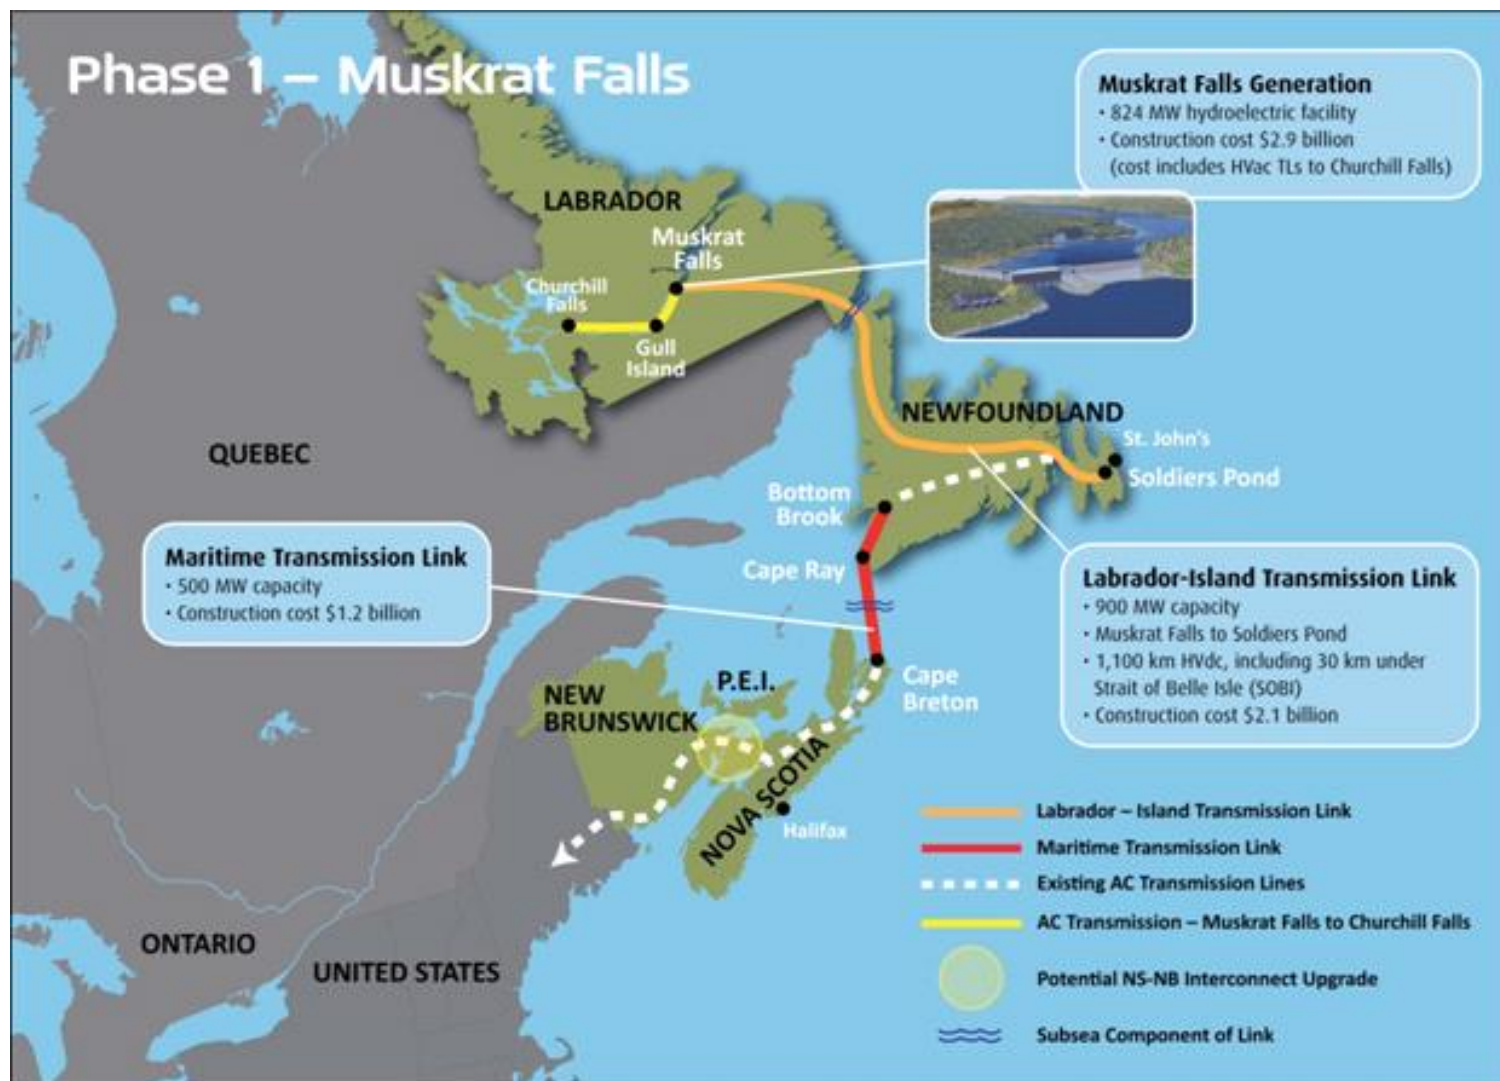 Phase 1 – Muskrat Falls
Muskrat Falls Generation
• 824 MW hydroelectric facility
• Construction cost $2.9 billion
(cost includes HVac TLs to Churchill Falls)
LABRADOR
Muskrat
Falls
Churchill
Falls
Gull
Island
NEWFOUNDLAND
St. John's
Soldiers Pond
QUEBEC
Bottom
Brook
Cape Ray
Maritime Transmission Link
• 500 MW capacity
• Construction cost $1.2 billion
Labrador-Island Transmission Link
• 900 MW capacity
• Muskrat Falls to Soldiers Pond
• 1,100 km HVdc, including 30 km under
Strait of Belle Isle (SOBI)
• Construction cost $2.1 billion
P.E.I.
NEW
BRUNSWICK
Cape
Breton
NOVA SCOTIA
Halifax
ONTARIO
UNITED STATES
Labrador – Island Transmission Link
Maritime Transmission Link
Existing AC Transmission Lines
AC Transmission – Muskrat Falls to Churchill Falls
Potential NS-NB Interconnect Upgrade
Subsea Component of Link